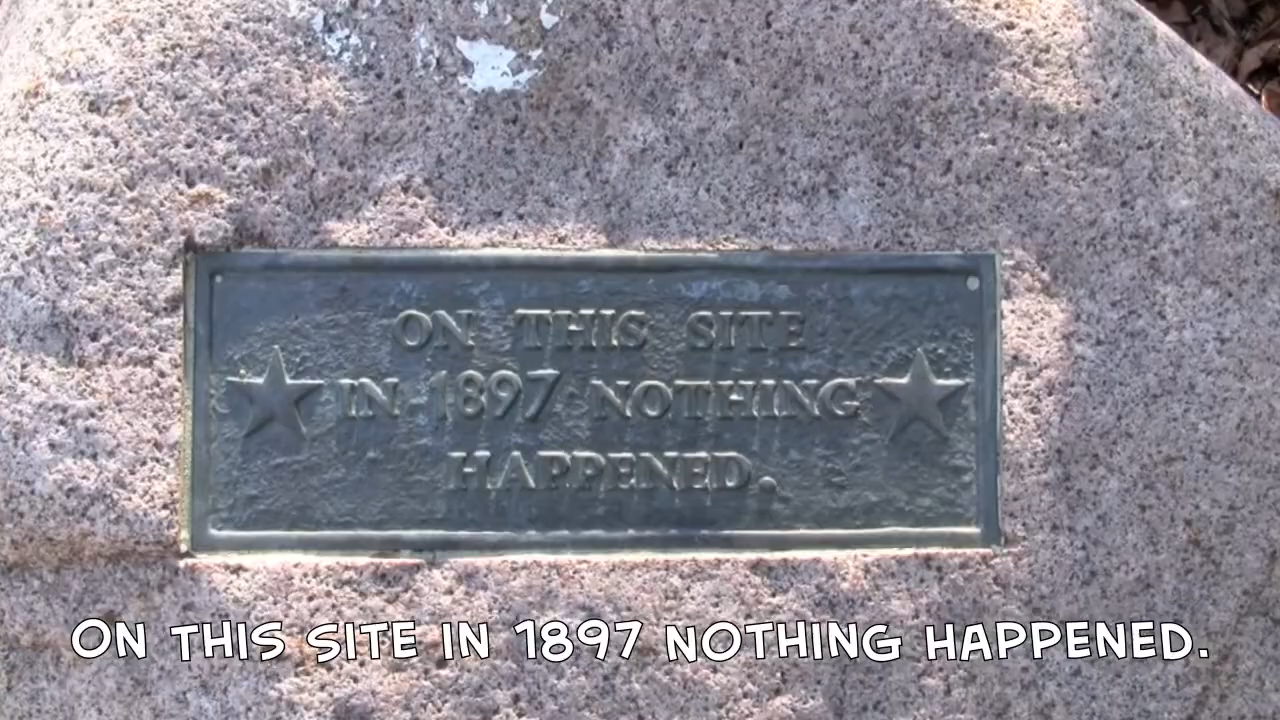 ON THIS SITE
IN 1897 NOTHING
HAPPENED.
ON THIS SITE IN 1897 NOTHING HAPPENED.